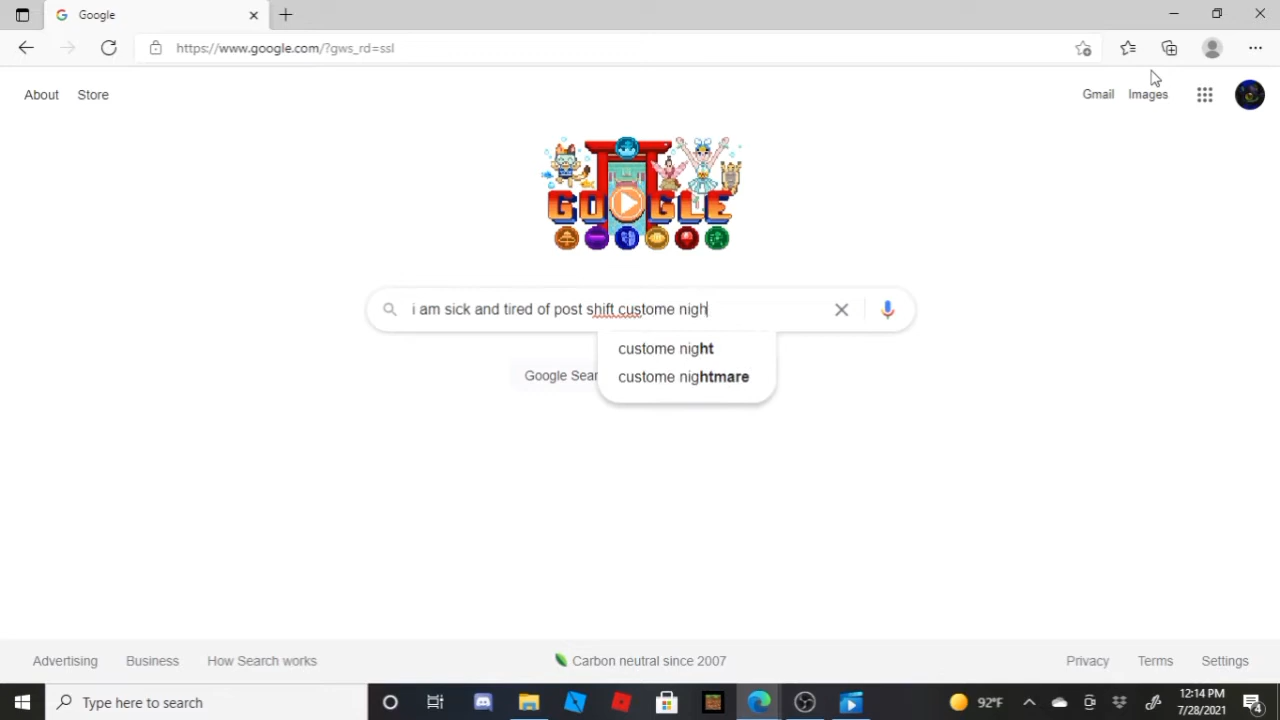 Google
https://www.google.com/?gws_rd=ssl
About
Store
Gmail
Images
GOOGLE
i am sick and tired of post shift custome nigh
custome night
custome nightmare
Google Sear
Advertising
Business
How Search works
Carbon neutral since 2007
Privacy
Terms
Settings
Type here to search
92°F
12:14 PM
7/28/2021
4